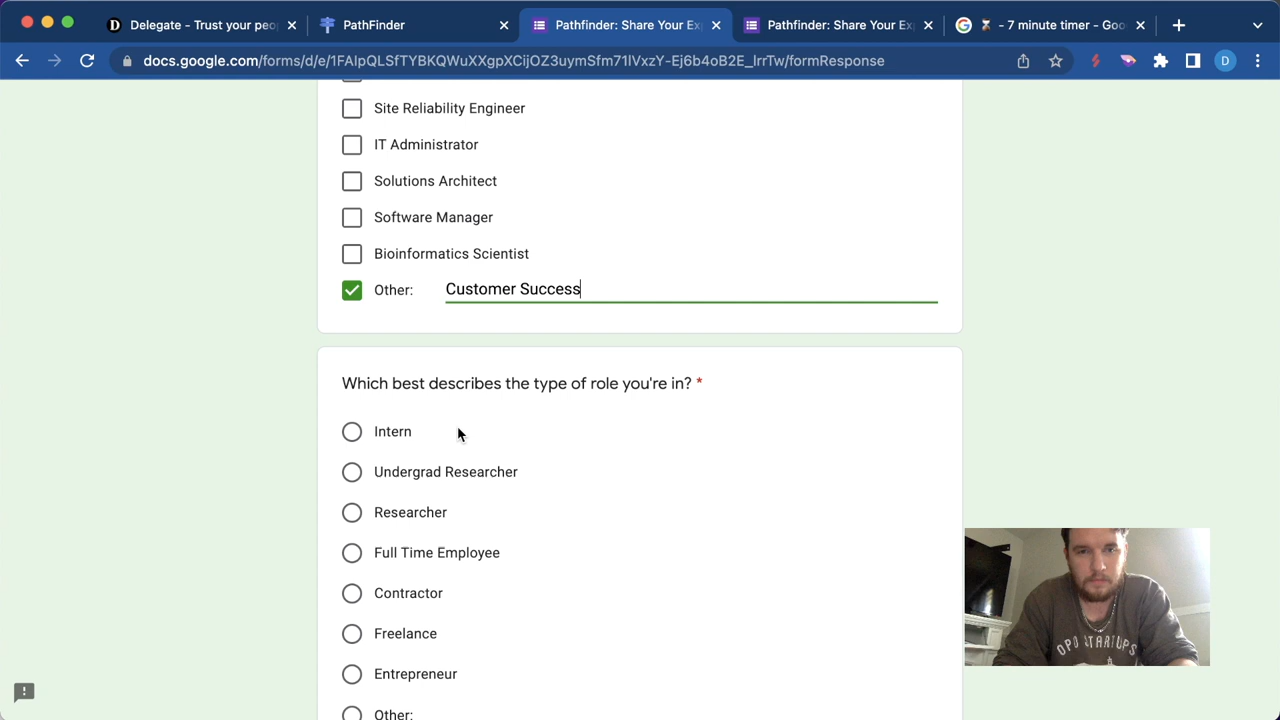 Delegate - Trust your peo
PathFinder
Pathfinder: Share Your Ex
Pathfinder: Share Your Ex
- 7 minute timer - Goo
docs.google.com/forms/d/e/1FAIpQLSfTYBKQWuXXgpXCijOZ3uymSfm71lVxzY-Ej6b4oB2E_lrrTw/formResponse
D
Site Reliability Engineer
IT Administrator
Solutions Architect
Software Manager
Bioinformatics Scientist
Other: Customer Success
Which best describes the type of role you're in? *
Intern
Undergrad Researcher
Researcher
Full Time Employee
Contractor
Freelance
Entrepreneur
Other: